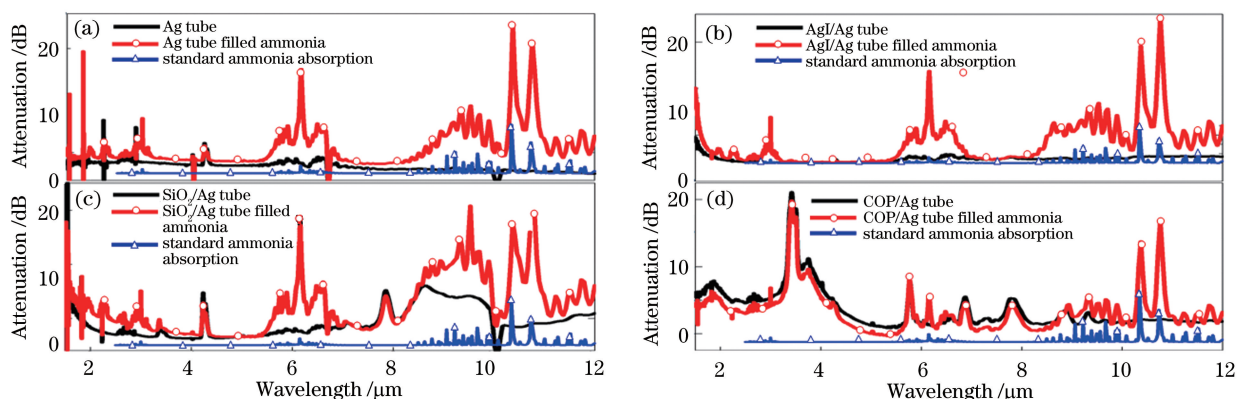 (a)
Ag tube
Ag tube filled ammonia
standard ammonia absorption
Attenuation /dB
20
10
0
(b)
AgI/Ag tube
AgI/Ag tube filled ammonia
standard ammonia absorption
Attenuation /dB
20
10
0
(c)
SiO2/Ag tube
SiO2/Ag tube filled
ammonia
standard ammonia
absorption
Attenuation /dB
20
10
0
2 4 6 8 10 12
Wavelength /μm
(d)
COP/Ag tube
COP/Ag tube filled ammonia
standard ammonia absorption
Attenuation /dB
20
10
0
2 4 6 8 10 12
Wavelength /μm